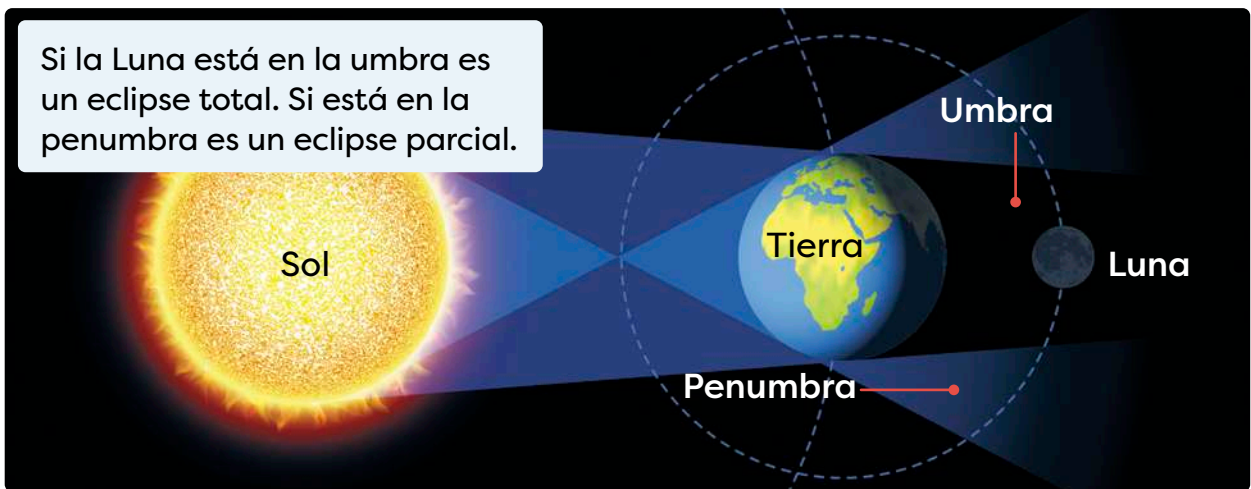 Si la Luna está en la umbra es
un eclipse total. Si está en la
penumbra es un eclipse parcial.
Umbra
Sol
Tierra
Luna
Penumbra